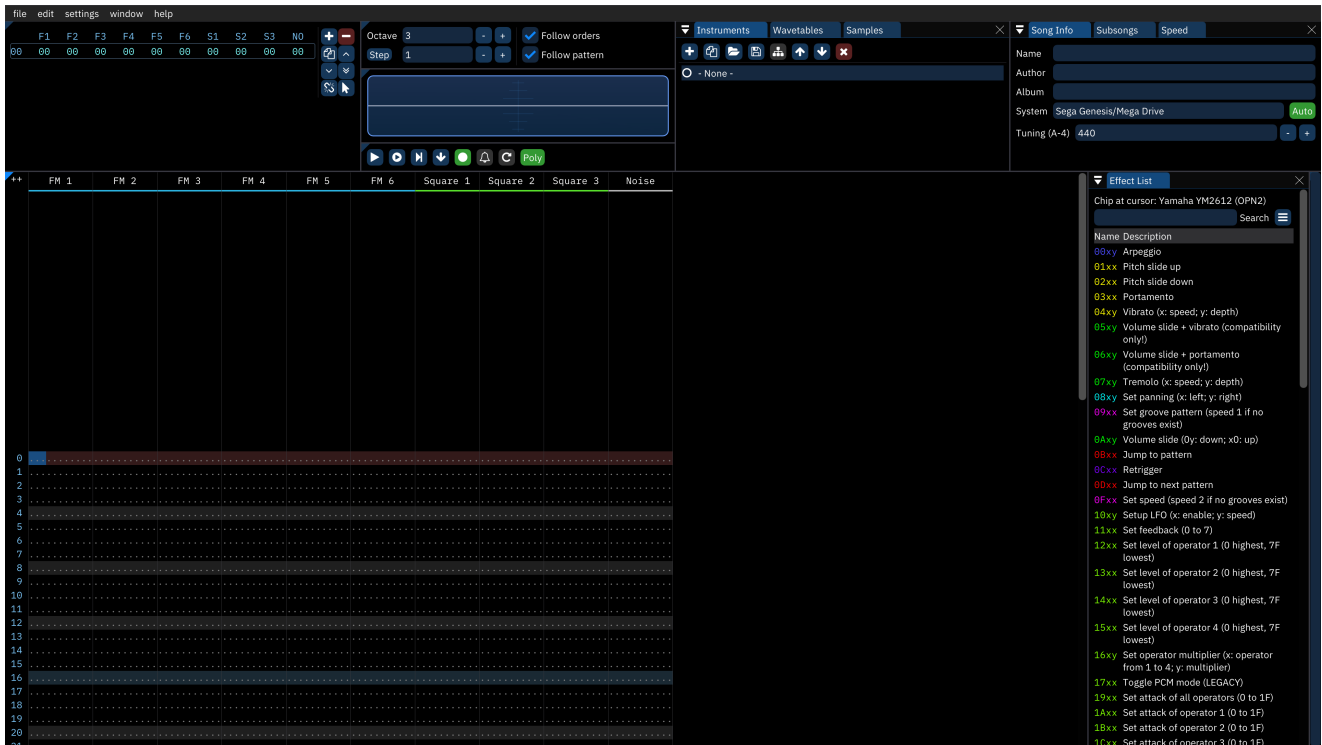 file edit settings window help
F1 F2 F3 F4 F5 F6 S1 S2 S3 NO
00 00 00 00 00 00 00 00 00 00 00
Octave 3 - + Follow orders
Step 1 - + Follow pattern
Poly
Instruments Wavetables Samples
- None -
Song Info Subsongs Speed
Name
Author
Album
System Sega Genesis/Mega Drive Auto
Tuning (A-4) 440 - +
++ FM 1 FM 2 FM 3 FM 4 FM 5 FM 6 Square 1 Square 2 Square 3 Noise
0
1
2
3
4
5
6
7
8
9
10
11
12
13
14
15
16
17
18
19
20
21
Effect List
Chip at cursor: Yamaha YM2612 (OPN2)
Search
Name Description
00xy Arpeggio
01xx Pitch slide up
02xx Pitch slide down
03xx Portamento
04xy Vibrato (x: speed; y: depth)
05xy Volume slide + vibrato (compatibility
only!)
06xy Volume slide + portamento
(compatibility only!)
07xy Tremolo (x: speed; y: depth)
08xy Set panning (x: left; y: right)
09xx Set groove pattern (speed 1 if no
grooves exist)
0Axy Volume slide (0y: down; x0: up)
0Bxx Jump to pattern
0Cxx Retrigger
0Dxx Jump to next pattern
0Fxx Set speed (speed 2 if no grooves exist)
10xy Setup LFO (x: enable; y: speed)
11xx Set feedback (0 to 7)
12xx Set level of operator 1 (0 highest, 7F
lowest)
13xx Set level of operator 2 (0 highest, 7F
lowest)
14xx Set level of operator 3 (0 highest, 7F
lowest)
15xx Set level of operator 4 (0 highest, 7F
lowest)
16xy Set operator multiplier (x: operator
from 1 to 4; y: multiplier)
17xx Toggle PCM mode (LEGACY)
19xx Set attack of all operators (0 to 1F)
1Axx Set attack of operator 1 (0 to 1F)
1Bxx Set attack of operator 2 (0 to 1F)
1Cxx Set attack of operator 3 (0 to 1F)